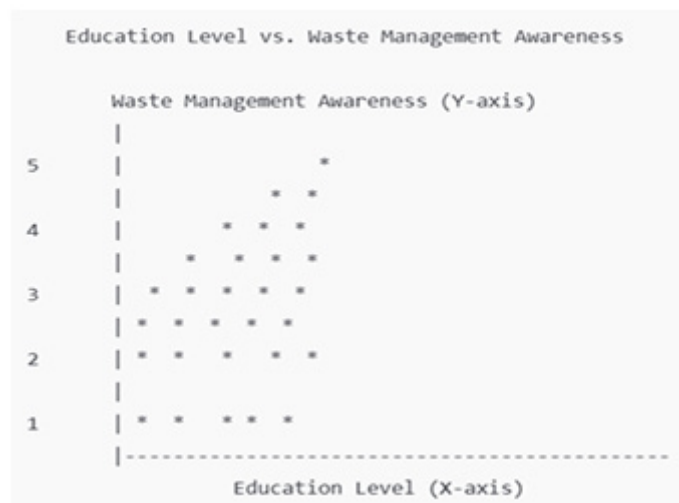 Education Level vs. Waste Management Awareness
Waste Management Awareness (Y-axis)
|
5 | *
| * *
4 | * * *
| * * * *
3 | * * * * *
| * * * * *
2 | * * * * *
|
1 | * * * * *
|---------------------------------------------
Education Level (X-axis)